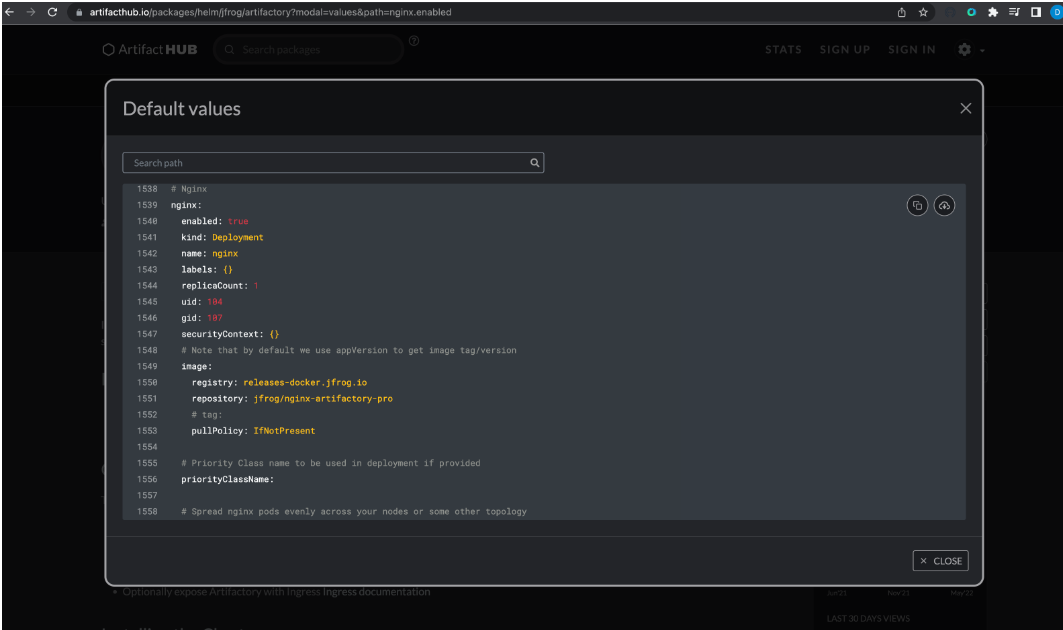 artifacthub.io/packages/helm/jfrog/artifactory?modal=values&path=nginx.enabled
Artifact HUB
Search packages
STATS SIGN UP SIGN IN
Default values
Search path
1538 # Nginx
1539 nginx:
1540 enabled: true
1541 kind: Deployment
1542 name: nginx
1543 labels: {}
1544 replicaCount: 1
1545 uid: 104
1546 gid: 107
1547 securityContext: {}
1548 # Note that by default we use appVersion to get image tag/version
1549 image:
1550 registry: releases-docker.jfrog.io
1551 repository: jfrog/nginx-artifactory-pro
1552 # tag:
1553 pullPolicy: IfNotPresent
1554
1555 # Priority Class name to be used in deployment if provided
1556 priorityClassName:
1557
1558 # Spread nginx pods evenly across your nodes or some other topology
× CLOSE
• Optionally expose Artifactory with Ingress Ingress documentation
Jun'21 Nov'21 May'22
LAST 30 DAYS VIEWS